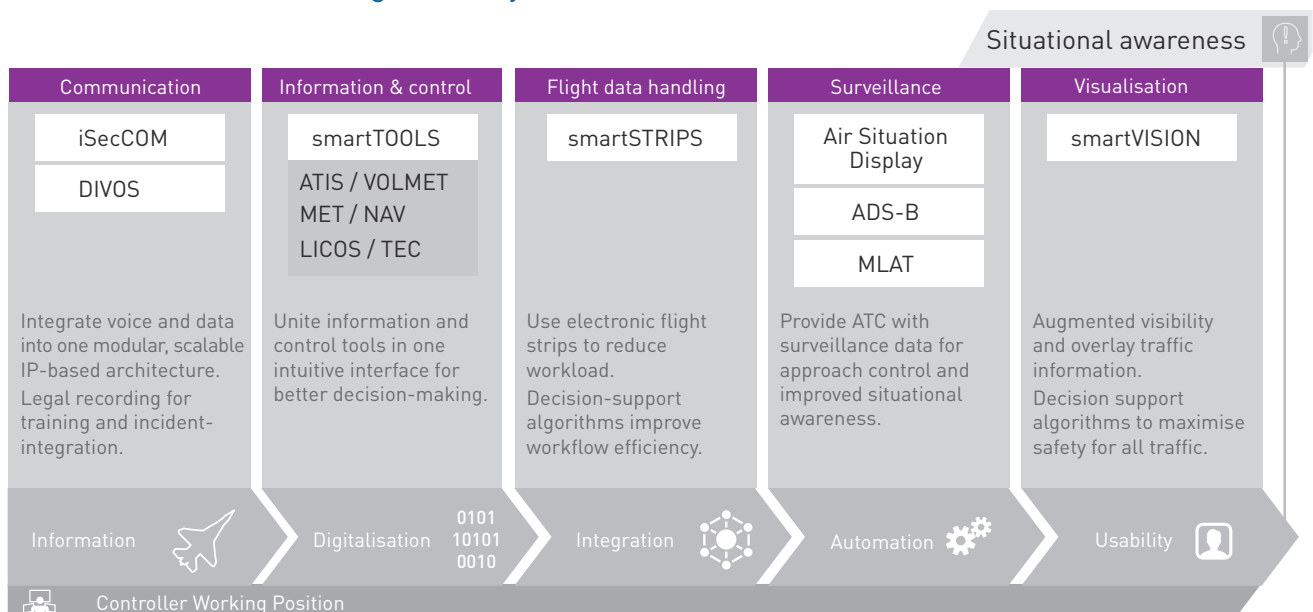 Situational awareness
Communication
iSecCOM
DIVOS
Integrate voice and data
into one modular, scalable
IP-based architecture.
Legal recording for
training and incident-
integration.
Information & control
smartTOOLS
ATIS / VOLMET
MET / NAV
LICOS / TEC
Unite information and
control tools in one
intuitive interface for
better decision-making.
Flight data handling
smartSTRIPS
Use electronic flight
strips to reduce
workload.
Decision-support
algorithms improve
workflow efficiency.
Surveillance
Air Situation
Display
ADS-B
MLAT
Provide ATC with
surveillance data for
approach control and
improved situational
awareness.
Visualisation
smartVISION
Augmented visibility
and overlay traffic
information.
Decision support
algorithms to maximise
safety for all traffic.
Information
Digitalisation
0101
10101
0010
Integration
Automation
Usability
Controller Working Position